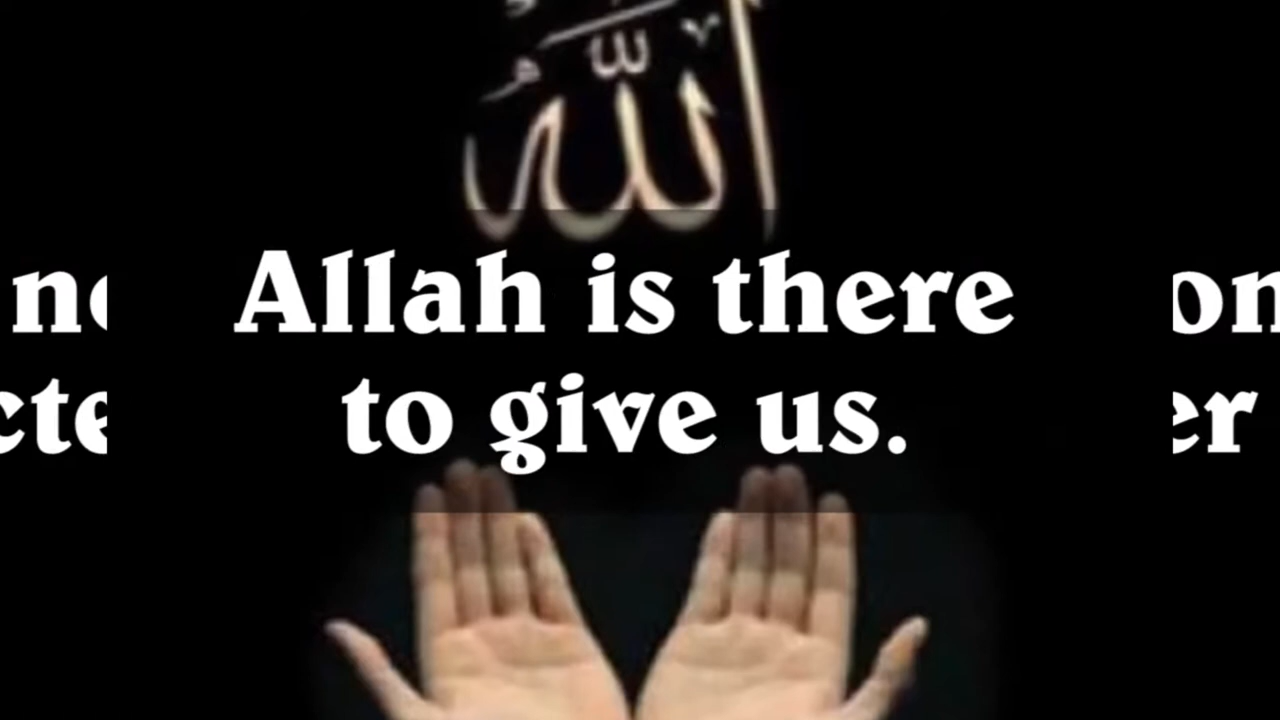 الله
Allah is there
to give us.